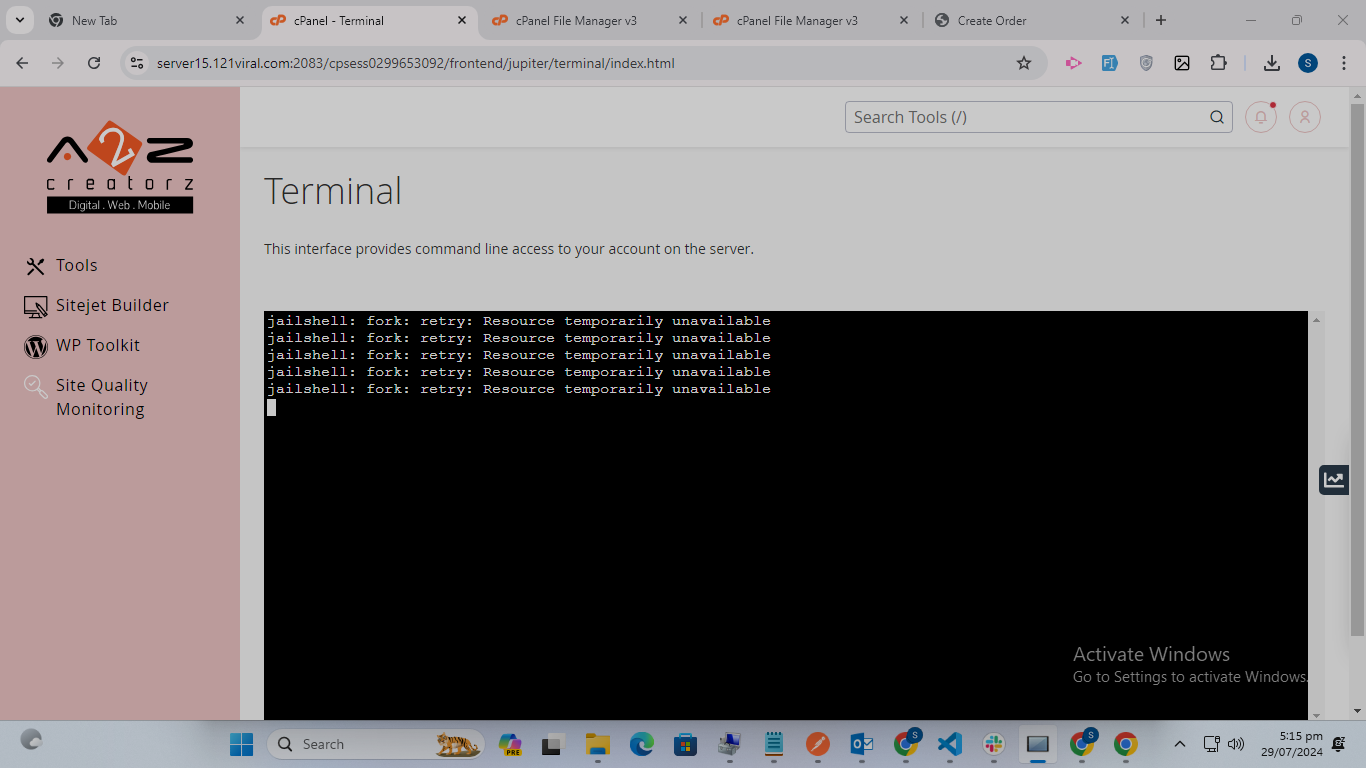 New Tab
cPanel - Terminal
cPanel File Manager v3
cPanel File Manager v3
Create Order
server15.121viral.com:2083/cpsess0299653092/frontend/jupiter/terminal/index.html
S
A2Z
creatorz
Digital . Web . Mobile
Search Tools (/)
Tools
Sitejet Builder
WP Toolkit
Site Quality
Monitoring
Terminal
This interface provides command line access to your account on the server.
jailshell: fork: retry: Resource temporarily unavailable
jailshell: fork: retry: Resource temporarily unavailable
jailshell: fork: retry: Resource temporarily unavailable
jailshell: fork: retry: Resource temporarily unavailable
jailshell: fork: retry: Resource temporarily unavailable
Activate Windows
Go to Settings to activate Windows.
Search
PRE
S
S
5:15 pm
29/07/2024